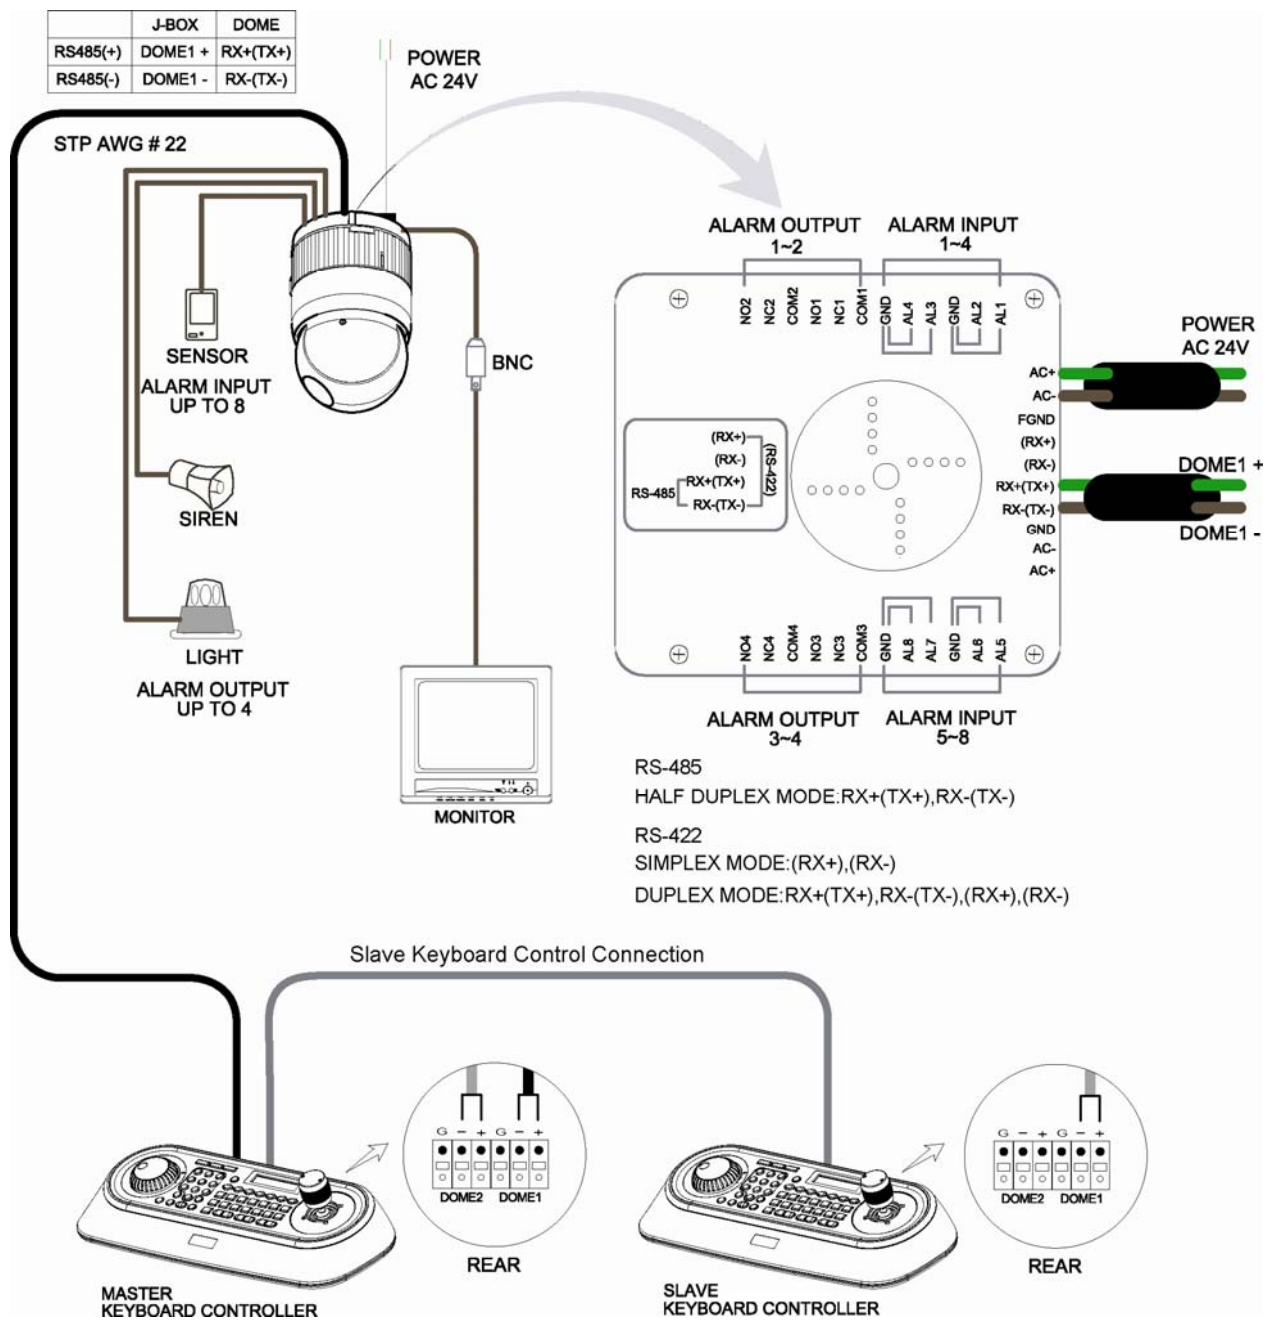 J-BOX DOME
RS485(+) DOME1 + RX+(TX+)
RS485(-) DOME1 - RX-(TX-)
POWER
AC 24V
STP AWG # 22
SENSOR
ALARM INPUT
UP TO 8
SIREN
LIGHT
ALARM OUTPUT
UP TO 4
BNC
MONITOR
ALARM OUTPUT
1~2
ALARM INPUT
1~4
NO2 NC2 COM2 NO1 NC1 COM1 GND AL4 AL3 GND AL2 AL1
POWER
AC 24V
AC+
AC-
FGND
(RX+)
(RX-)
RX+(TX+)
RX-(TX-)
GND
AC-
AC+
DOME1 +
DOME1 -
(RX+)
(RX-)
RX+(TX+)
RX-(TX-)
RS-485
(RS-422)
NO4 NC4 COM4 NO3 NC3 COM3 GND AL8 AL7 GND AL6 AL5
ALARM OUTPUT
3~4
ALARM INPUT
5~8
RS-485
HALF DUPLEX MODE:RX+(TX+),RX-(TX-)
RS-422
SIMPLEX MODE:(RX+),(RX-)
DUPLEX MODE:RX+(TX+),RX-(TX-),(RX+),(RX-)
Slave Keyboard Control Connection
G - + G - +
DOME2 DOME1
REAR
MASTER
KEYBOARD CONTROLLER
G - + G - +
DOME2 DOME1
REAR
SLAVE
KEYBOARD CONTROLLER